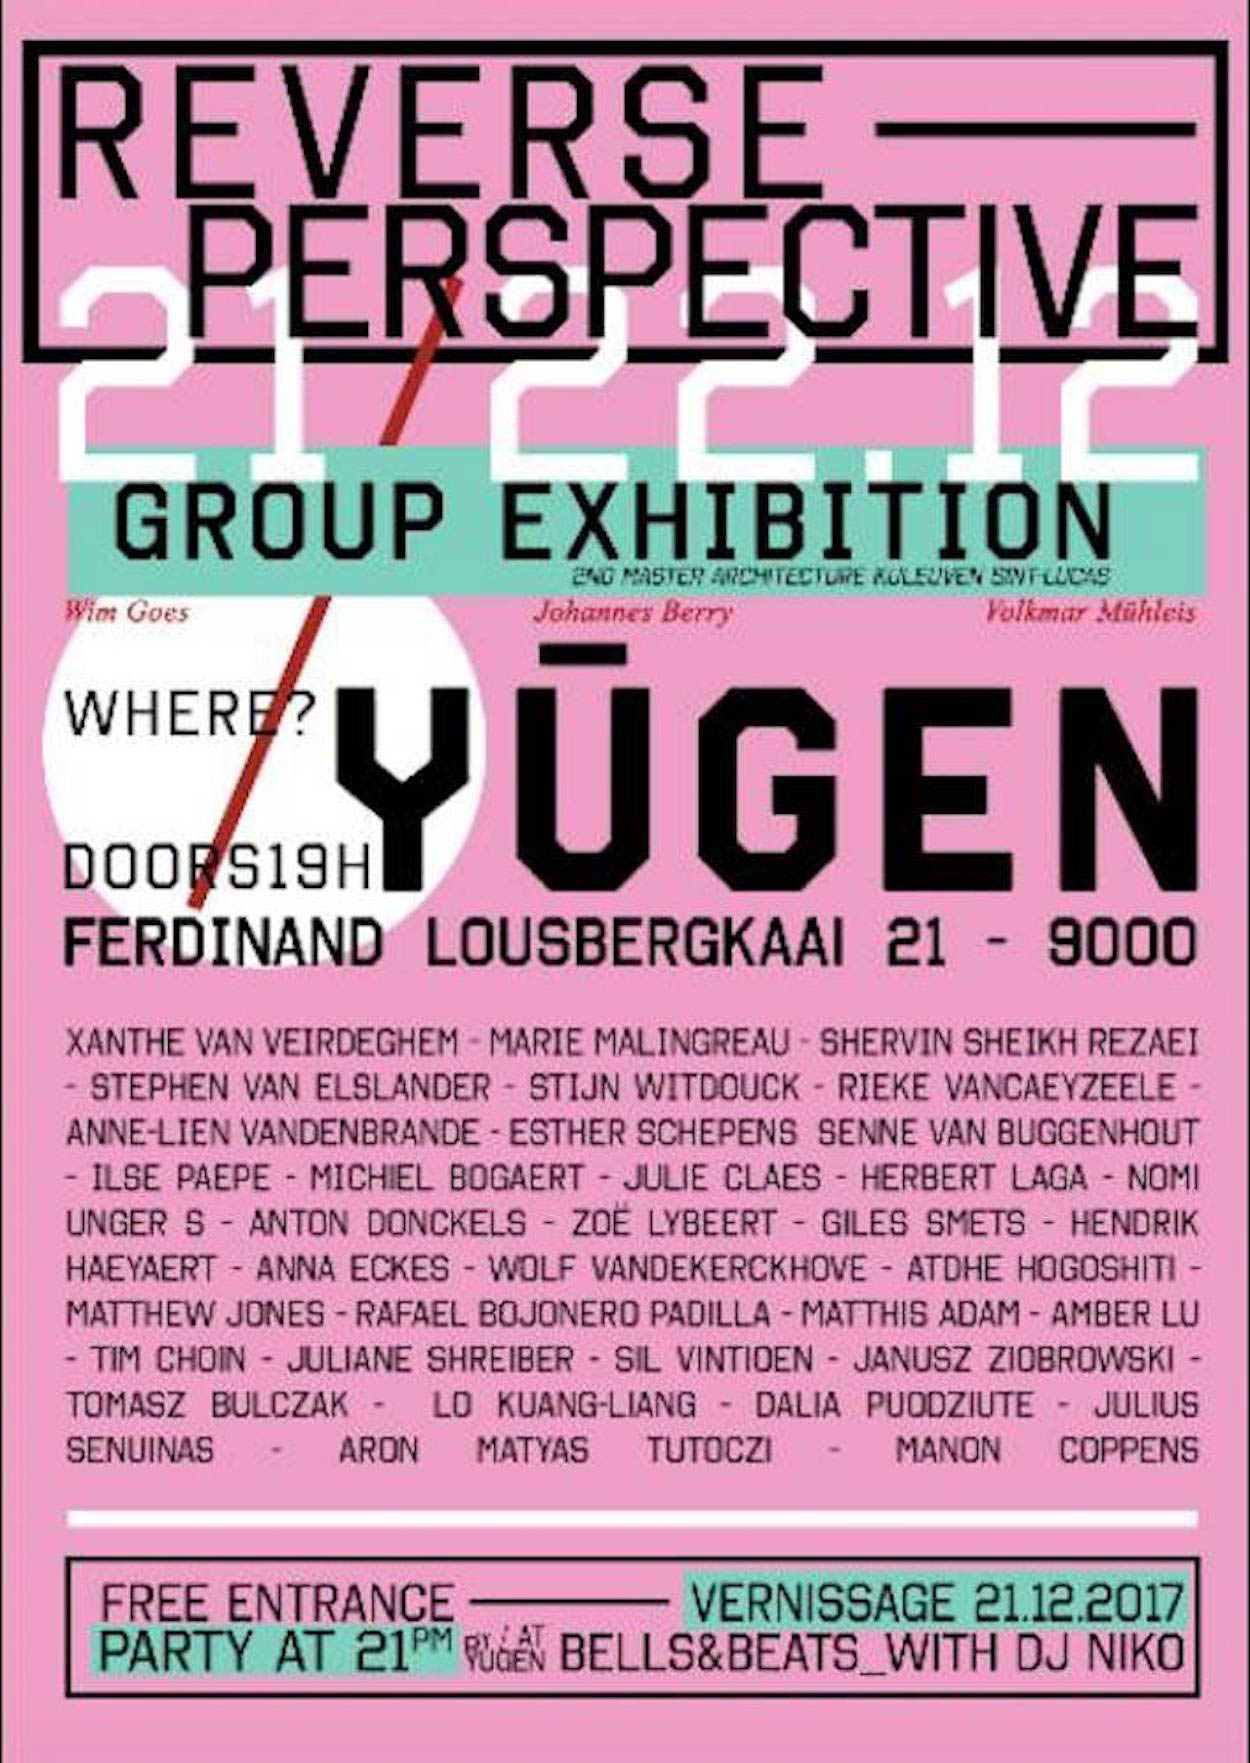 REVERSE
PERSPECTIVE
21/22.12
GROUP EXHIBITION
2ND MASTER ARCHITECTURE KULEUVEN SINT-LUCAS
Wim Goes Johannes Berry Volkmar Mühleis
WHERE?
YŪGEN
DOORS19H
FERDINAND LOUSBERGKAAI 21 - 9000
XANTHE VAN VEIRDEGHEM - MARIE MALINGREAU - SHERVIN SHEIKH REZAEI
- STEPHEN VAN ELSLANDER - STIJN WITDOUCK - RIEKE VANCAEYZEELE -
ANNE-LIEN VANDENBRANDE - ESTHER SCHEPENS SENNE VAN BUGGENHOUT
- ILSE PAEPE - MICHIEL BOGAERT - JULIE CLAES - HERBERT LAGA - NOMI
UNGER S - ANTON DONCKELS - ZOË LYBEERT - GILES SMETS - HENDRIK
HAEYAERT - ANNA ECKES - WOLF VANDEKERCKHOVE - ATDHE HOGOSHITI -
MATTHEW JONES - RAFAEL BOJONERO PADILLA - MATTHIS ADAM - AMBER LU
- TIM CHOIN - JULIANE SHREIBER - SIL VINTIOEN - JANUSZ ZIOBROWSKI -
TOMASZ BULCZAK - LO KUANG-LIANG - DALIA PUODZIUTE - JULIUS
SENUINAS - ARON MATYAS TUTOCZI - MANON COPPENS
FREE ENTRANCE VERNISSAGE 21.12.2017
PARTY AT 21PM BY / AT YUGEN BELLS&BEATS_WITH DJ NIKO